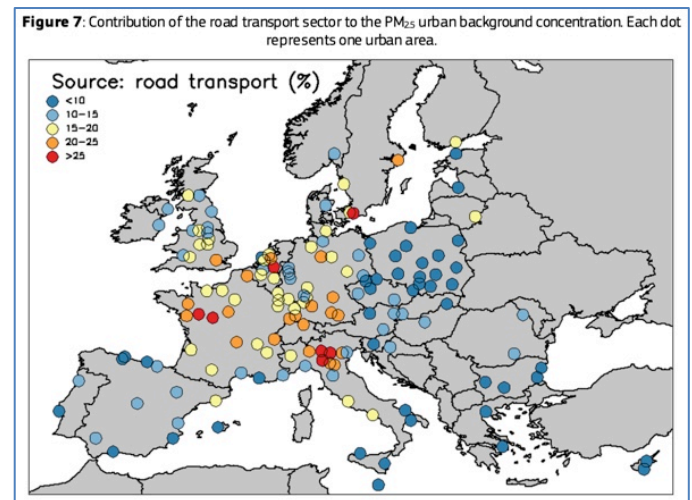 Figure 7: Contribution of the road transport sector to the PM2.5 urban background concentration. Each dot
represents one urban area.
Source: road transport (%)
<10
10-15
15-20
20-25
>25